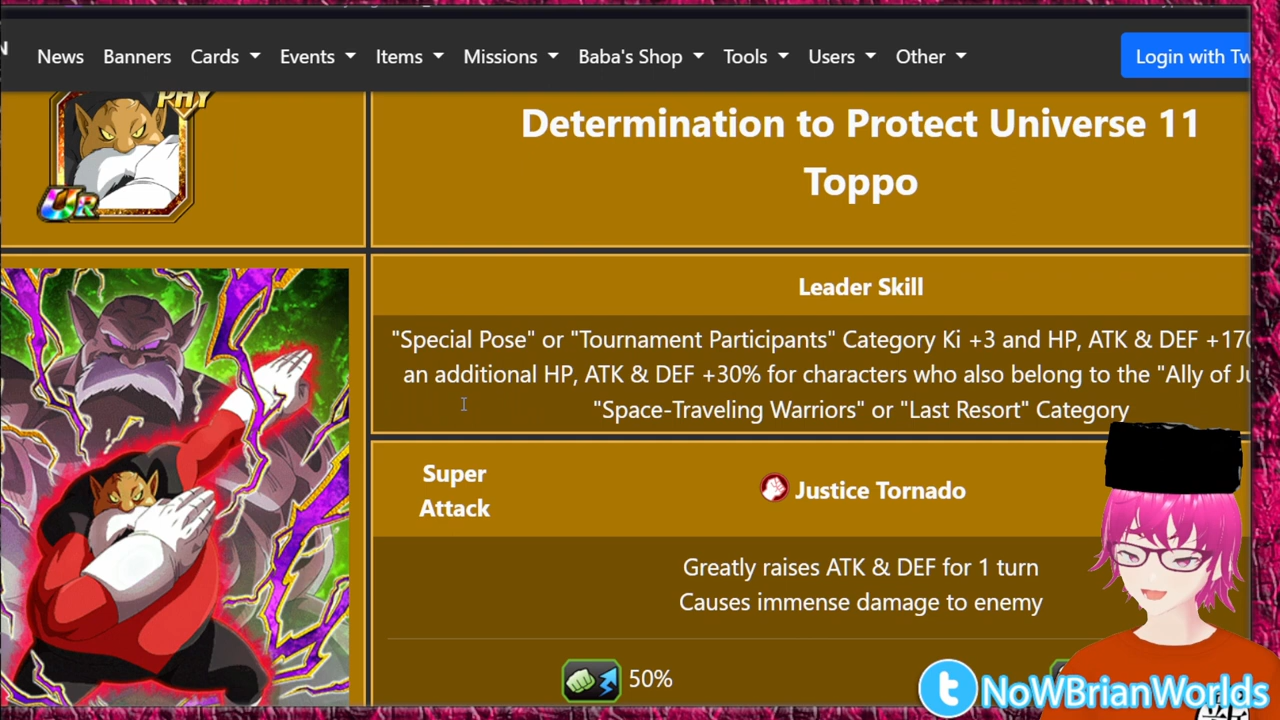 N
News Banners Cards Events Items Missions Baba's Shop Tools Users Other Login with Tw
PHY
UR
Determination to Protect Universe 11
Toppo
Leader Skill
"Special Pose" or "Tournament Participants" Category Ki +3 and HP, ATK & DEF +170
an additional HP, ATK & DEF +30% for characters who also belong to the "Ally of Ju
"Space-Traveling Warriors" or "Last Resort" Category
Super
Attack
Justice Tornado
Greatly raises ATK & DEF for 1 turn
Causes immense damage to enemy
50%
NoWBrianWorlds